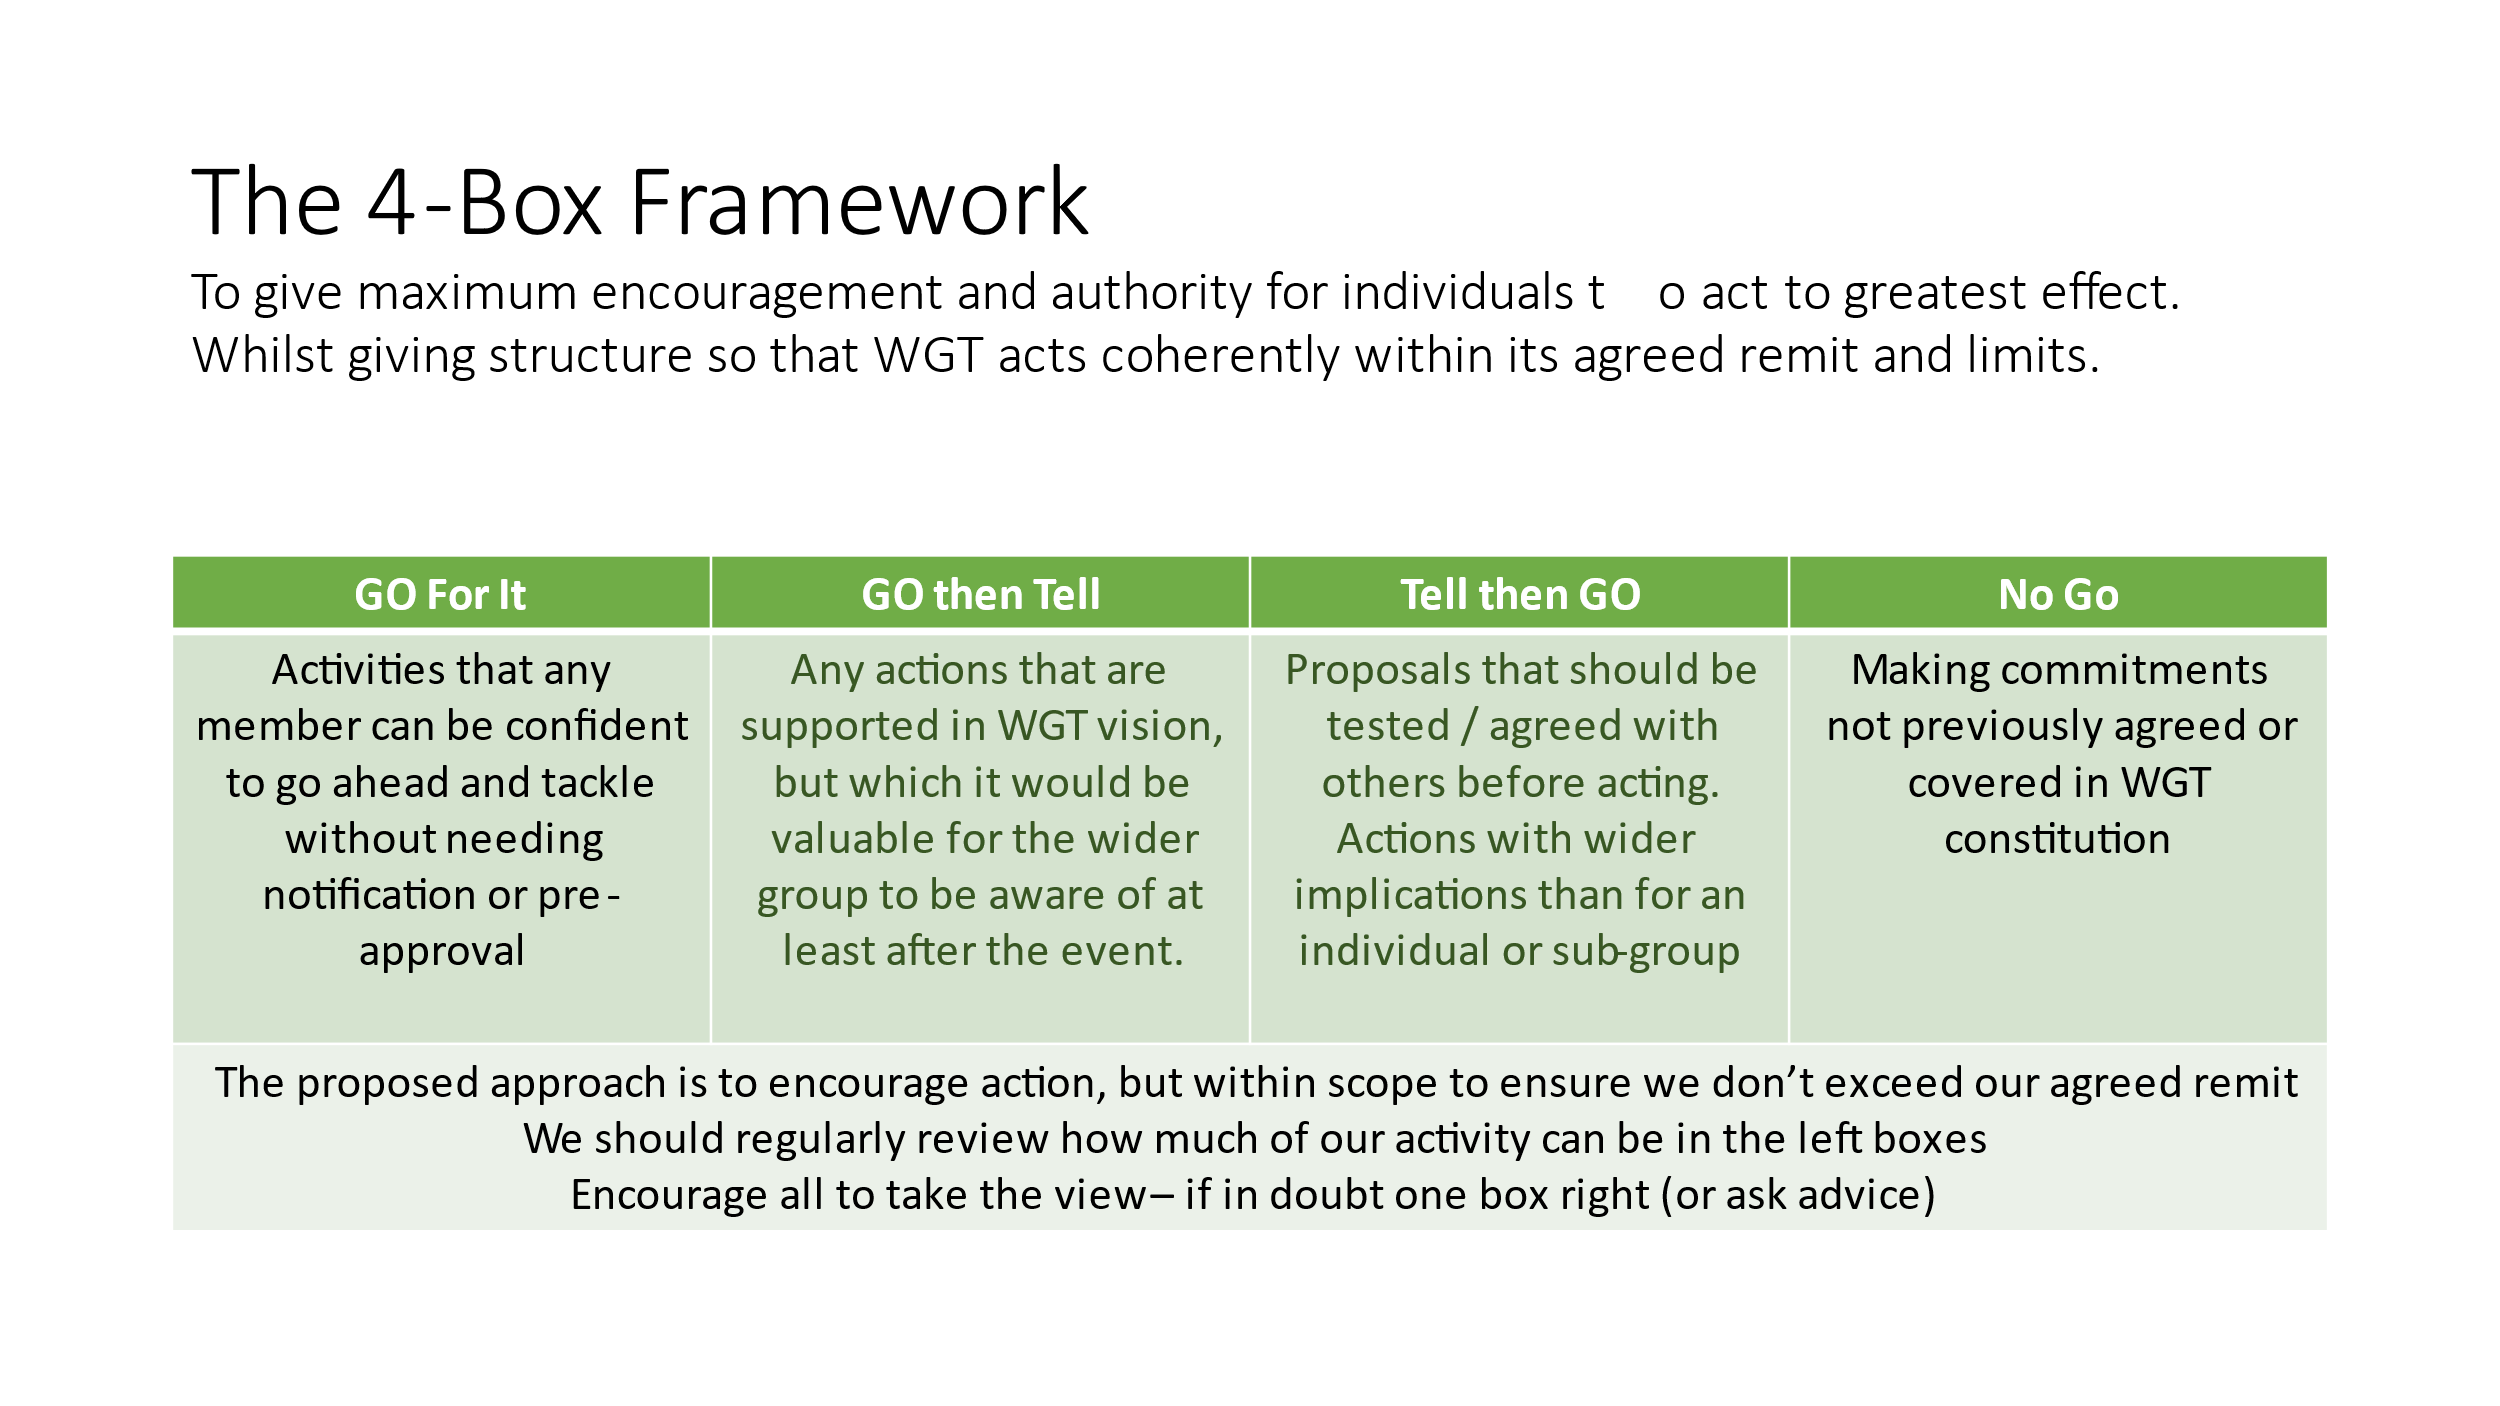 The 4-Box Framework
To give maximum encouragement and authority for individuals t o act to greatest effect.
Whilst giving structure so that WGT acts coherently within its agreed remit and limits.
GO For It
GO then Tell
Tell then GO
No Go
Activities that any
member can be confident
to go ahead and tackle
without needing
notification or pre-
approval
Any actions that are
supported in WGT vision,
but which it would be
valuable for the wider
group to be aware of at
least after the event.
Proposals that should be
tested / agreed with
others before acting.
Actions with wider
implications than for an
individual or sub-group
Making commitments
not previously agreed or
covered in WGT
constitution
The proposed approach is to encourage action, but within scope to ensure we don’t exceed our agreed remit
We should regularly review how much of our activity can be in the left boxes
Encourage all to take the view – if in doubt one box right (or ask advice)